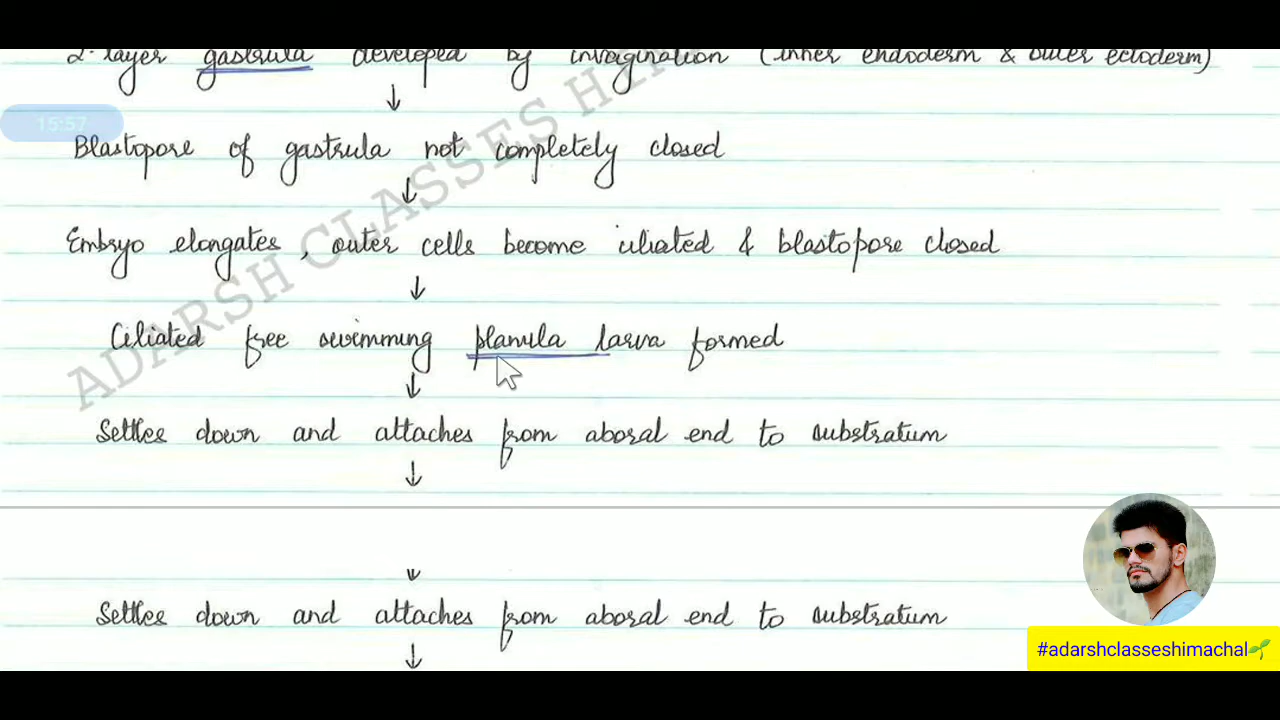 2-layer gastrula developed by invagination (inner endoderm & outer ectoderm)
↓
15:57
Blastopore of gastrula not completely closed
↓
Embryo elongates, outer cells become ciliated & blastopore closed
↓
Ciliated free swimming planula larva formed
↓
Settles down and attaches from aboral end to substratum
↓
↓
Settles down and attaches from aboral end to substratum
↓
ADARSH CLASSES
#adarshclasseshimachal🌱